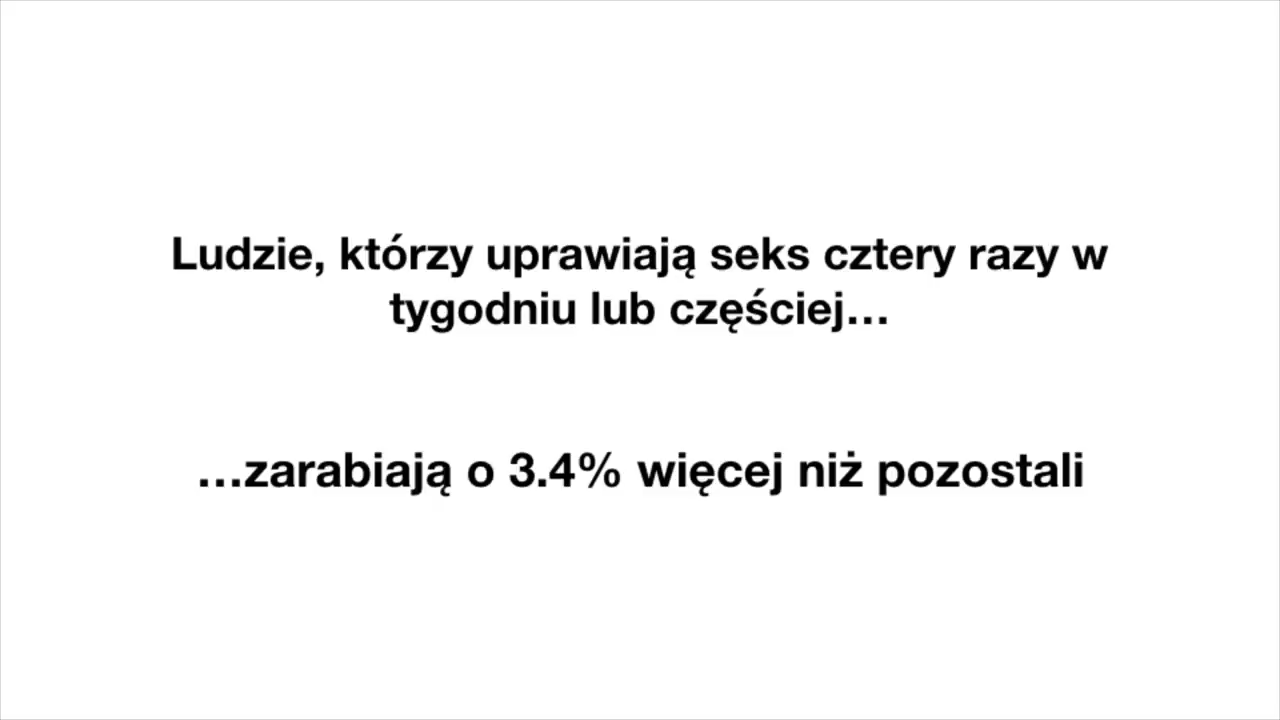 Ludzie, którzy uprawiają seks cztery razy w
tygodniu lub częściej…
…zarabiają o 3.4% więcej niż pozostali